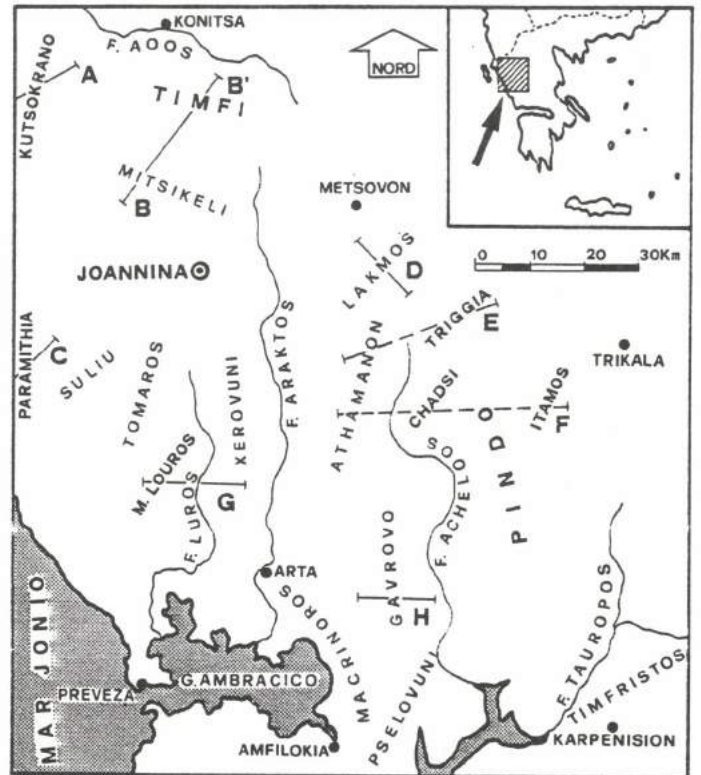 KONITSA
F. AOOS
NORD
KUTSOKRANO
A
B'
TIMFI
MITSIKELI
B
METSOVON
JOANNINA
LAKMOS
D
0 10 20 30Km
TRIGGIA
E
TRIKALA
PARAMITHIA
C
SULIU
TOMAROS
XEROVUNI
F. ARAKTOS
ATHAMANON
CHADSI
ITAMOS
F
PINDO
M. LOUROS
F. LUROS
G
F. ACHELOOS
GAVROVO
H
ARTA
MACRINOROS
PSELOVUNI
F. TAUROPOS
TIMFRISTOS
MAR JONIO
PREVEZA
G. AMBRACICO
AMFILOKIA
KARPENISION